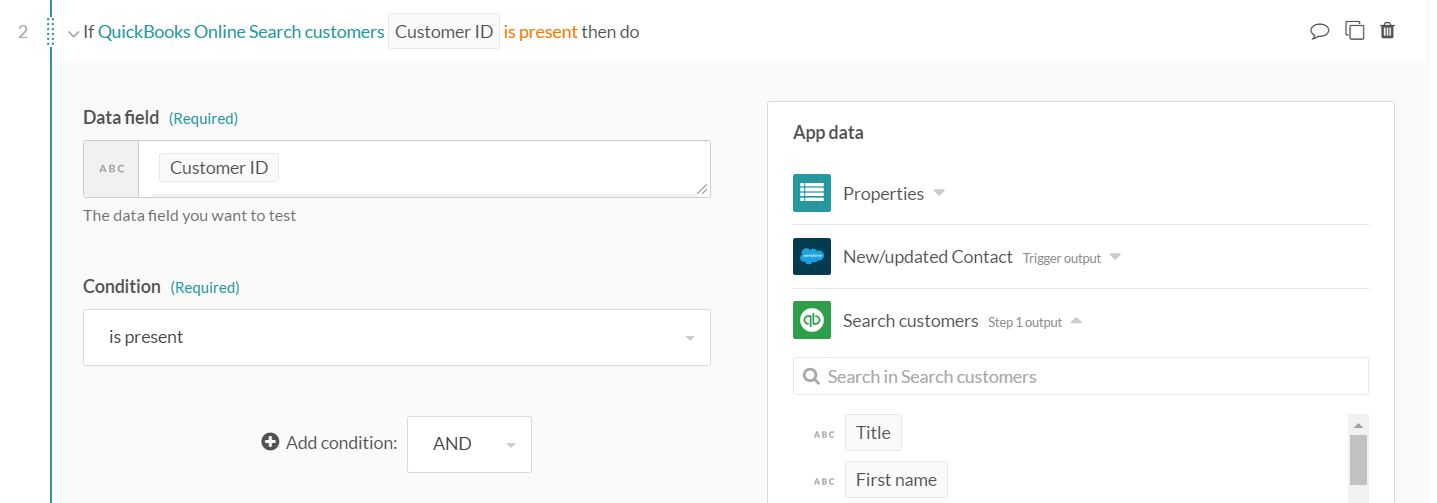 2
If QuickBooks Online Search customers Customer ID is present then do
Data field (Required)
ABC Customer ID
The data field you want to test
Condition (Required)
is present
Add condition: AND
App data
Properties
New/updated Contact Trigger output
qb Search customers Step 1 output
Search in Search customers
ABC Title
ABC First name